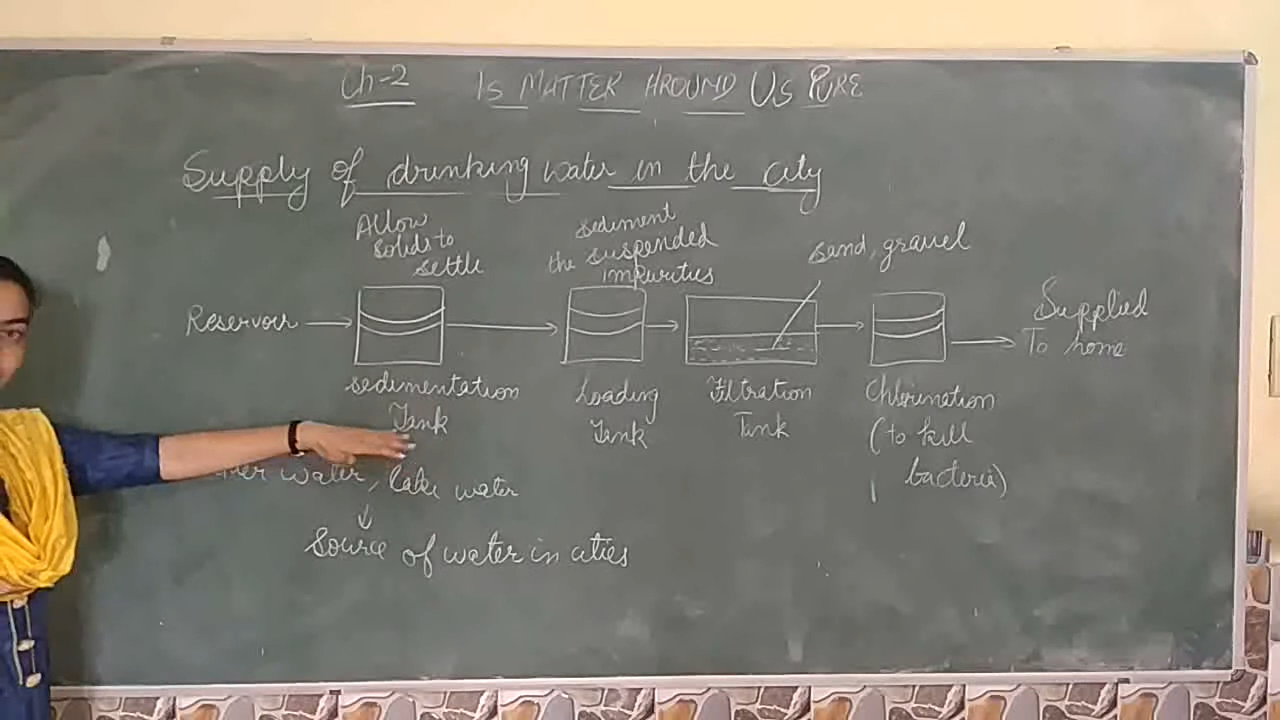 Ch-2 IS MATTER AROUND US PURE
Supply of drinking water in the city
Allow
solids to
settle
sediment
the suspended
impurities
sand, gravel
Reservoir
Supplied
To home
Sedimentation
Tank
Loading
Tank
Filtration
Tank
Chlorination
(to kill
bacteria)
water, lake water
Source of water in cities